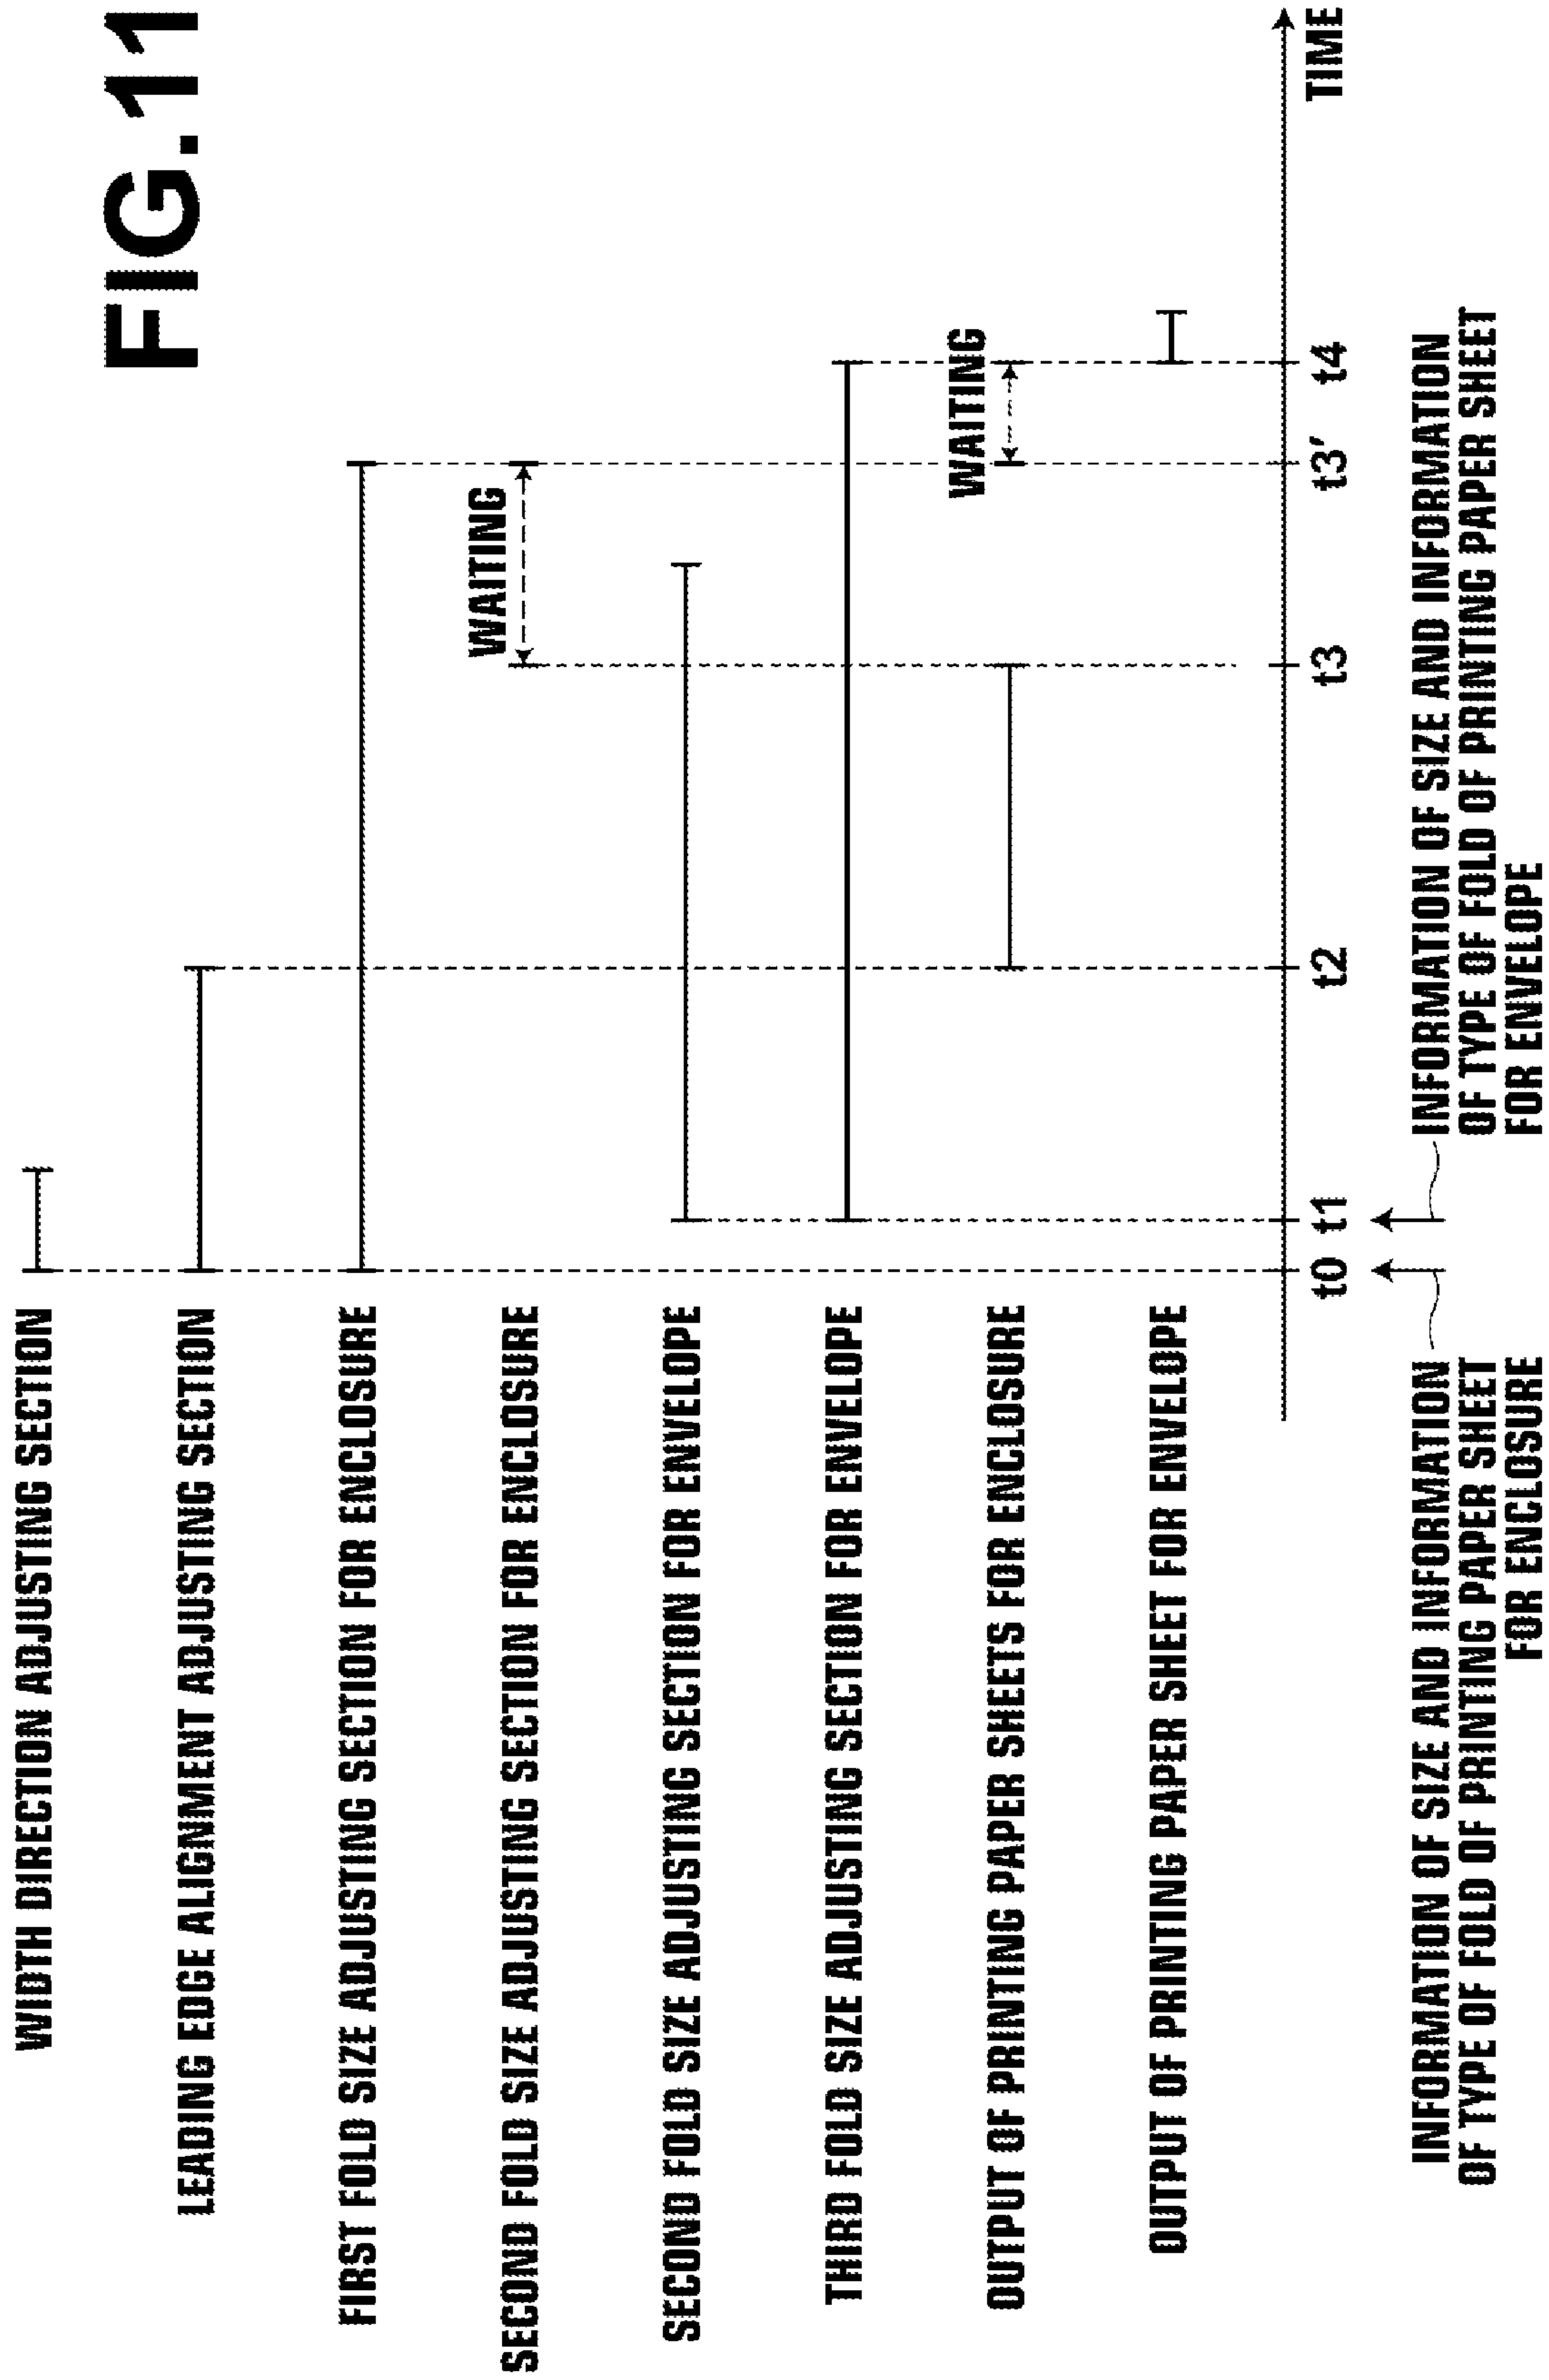 FIG.11
WIDTH DIRECTION ADJUSTING SECTION
LEADING EDGE ALIGNMENT ADJUSTING SECTION
FIRST FOLD SIZE ADJUSTING SECTION FOR ENCLOSURE
SECOND FOLD SIZE ADJUSTING SECTION FOR ENCLOSURE
WAITING
SECOND FOLD SIZE ADJUSTING SECTION FOR ENVELOPE
THIRD FOLD SIZE ADJUSTING SECTION FOR ENVELOPE
OUTPUT OF PRINTING PAPER SHEETS FOR ENCLOSURE
WAITING
OUTPUT OF PRINTING PAPER SHEET FOR ENVELOPE
t0 t1 t2 t3 t3' t4 TIME
INFORMATION OF SIZE AND INFORMATION
OF TYPE OF FOLD OF PRINTING PAPER SHEET
FOR ENCLOSURE
INFORMATION OF SIZE AND INFORMATION
OF TYPE OF FOLD OF PRINTING PAPER SHEET
FOR ENVELOPE